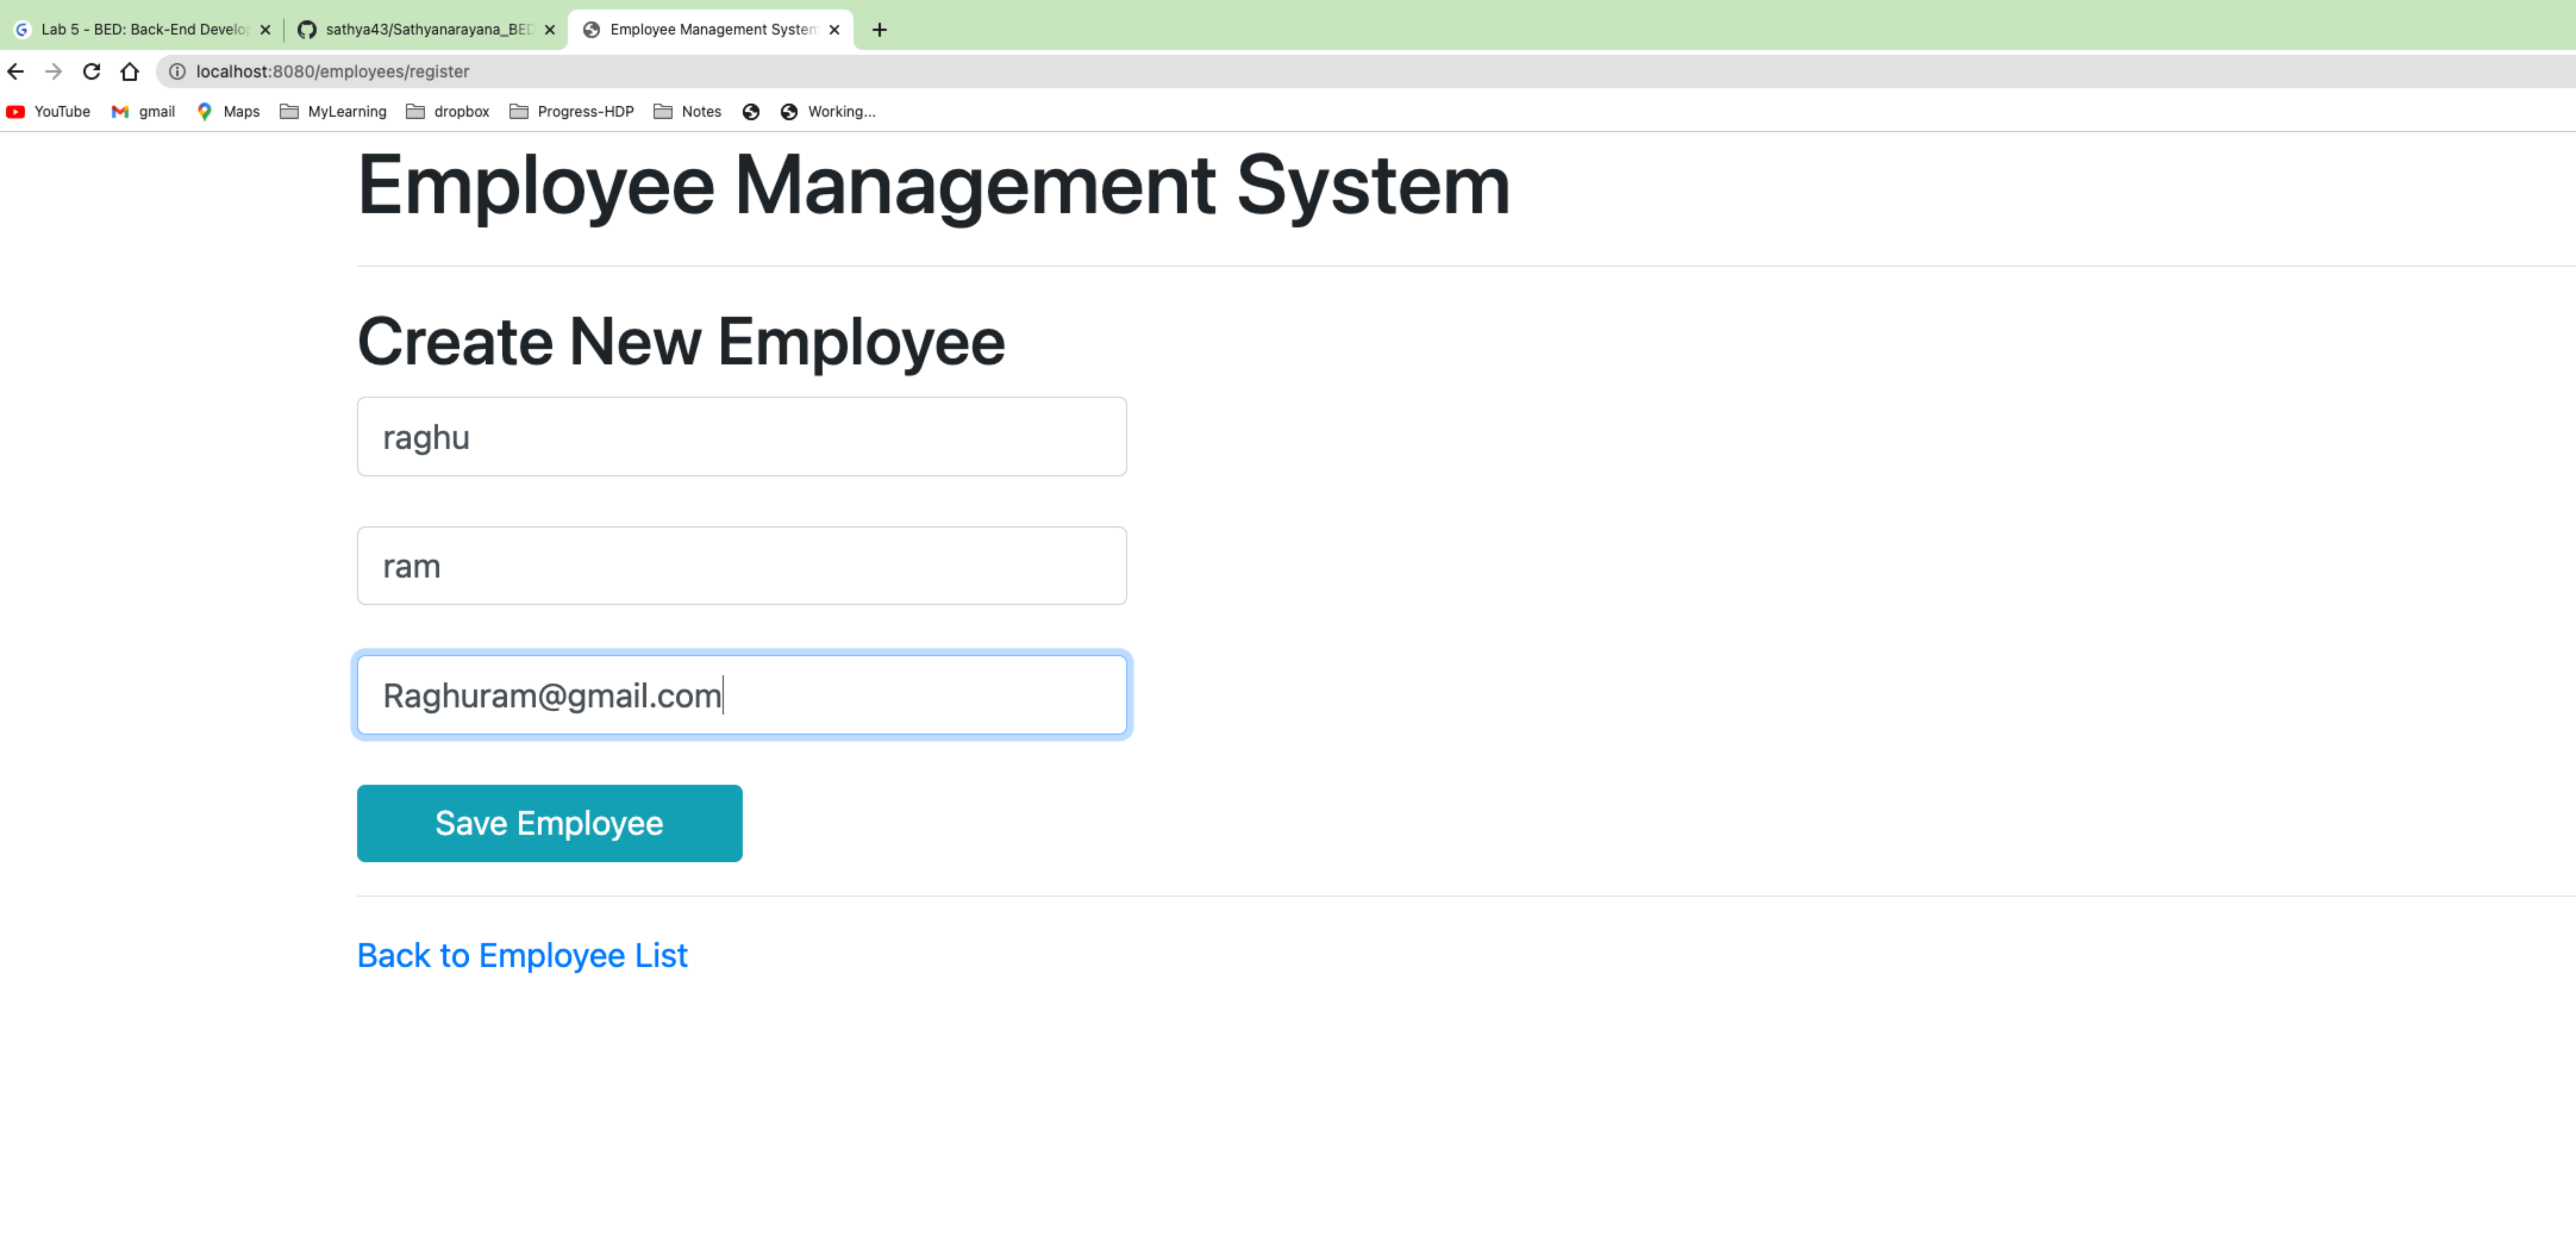 Lab 5 - BED: Back-End Develop
sathya43/Sathyanarayana_BED
Employee Management System
localhost:8080/employees/register
YouTube gmail Maps MyLearning dropbox Progress-HDP Notes Working...
Employee Management System
Create New Employee
raghu
ram
Raghuram@gmail.com
Save Employee
Back to Employee List